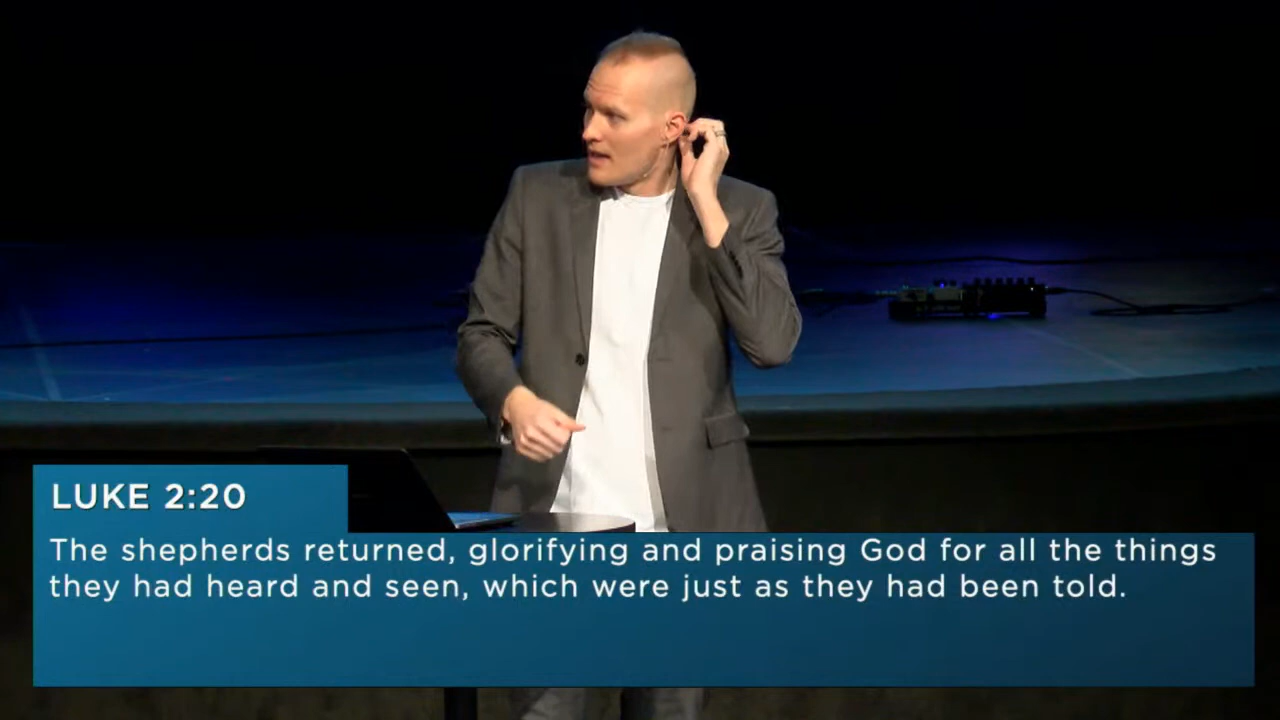 LUKE 2:20
The shepherds returned, glorifying and praising God for all the things
they had heard and seen, which were just as they had been told.